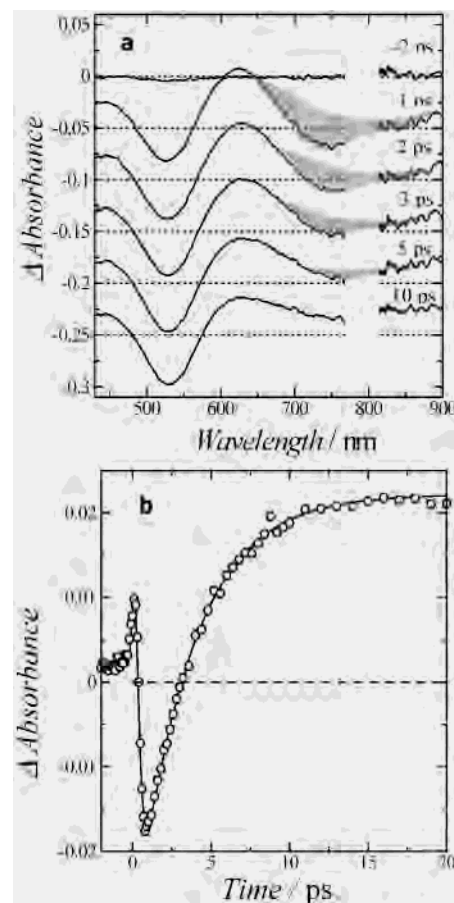 0.05
a
-2 ps
0
1 ps
-0.05
2 ps
-0.1
3 ps
-0.15
5 ps
-0.2
10 ps
-0.25
-0.3
500 600 700 800 900
Δ Absorbance
Wavelength / nm
b
0.02
0.01
0
-0.01
-0.02
0 5 10 15 20
Δ Absorbance
Time / ps